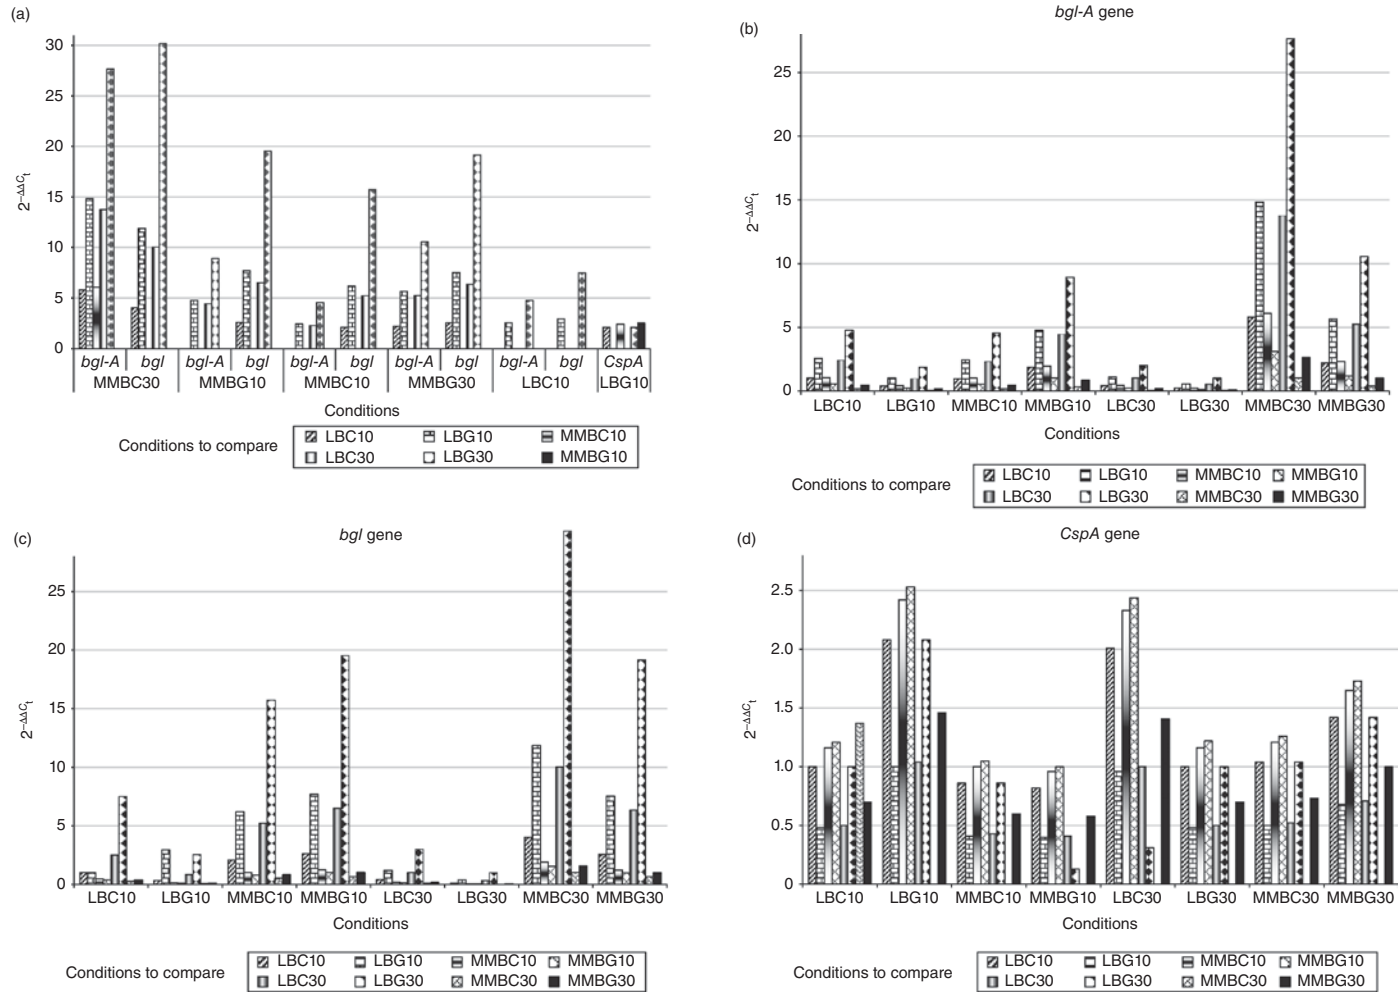 (a)
30
25
20
15
10
5
0
2−ΔΔCt
bgl-A bgl bgl-A bgl bgl-A bgl bgl-A bgl bgl-A bgl CspA
MMBC30 MMBG10 MMBC10 MMBG30 LBC10 LBG10
Conditions
Conditions to compare
LBC10 LBG10 MMBC10
LBC30 LBG30 MMBG10
(b)
bgl-A gene
25
20
15
10
5
0
2−ΔΔCt
LBC10 LBG10 MMBC10 MMBG10 LBC30 LBG30 MMBC30 MMBG30
Conditions
Conditions to compare
LBC10 LBG10 MMBC10 MMBG10
LBC30 LBG30 MMBC30 MMBG30
(c)
bgl gene
25
20
15
10
5
0
2−ΔΔCt
LBC10 LBG10 MMBC10 MMBG10 LBC30 LBG30 MMBC30 MMBG30
Conditions
Conditions to compare
LBC10 LBG10 MMBC10 MMBG10
LBC30 LBG30 MMBC30 MMBG30
(d)
CspA gene
2.5
2.0
1.5
1.0
0.5
0
2−ΔΔCt
LBC10 LBG10 MMBC10 MMBG10 LBC30 LBG30 MMBC30 MMBG30
Conditions
Conditions to compare
LBC10 LBG10 MMBC10 MMBG10
LBC30 LBG30 MMBC30 MMBG30